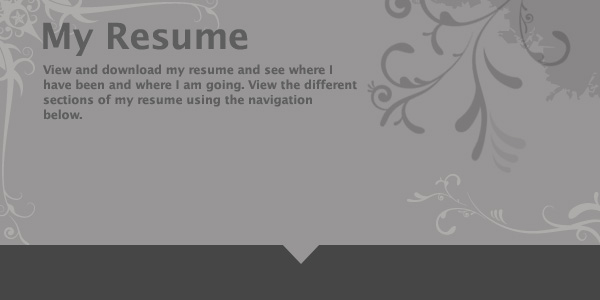 My Resume
View and download my resume and see where I
have been and where I am going. View the different
sections of my resume using the navigation
below.